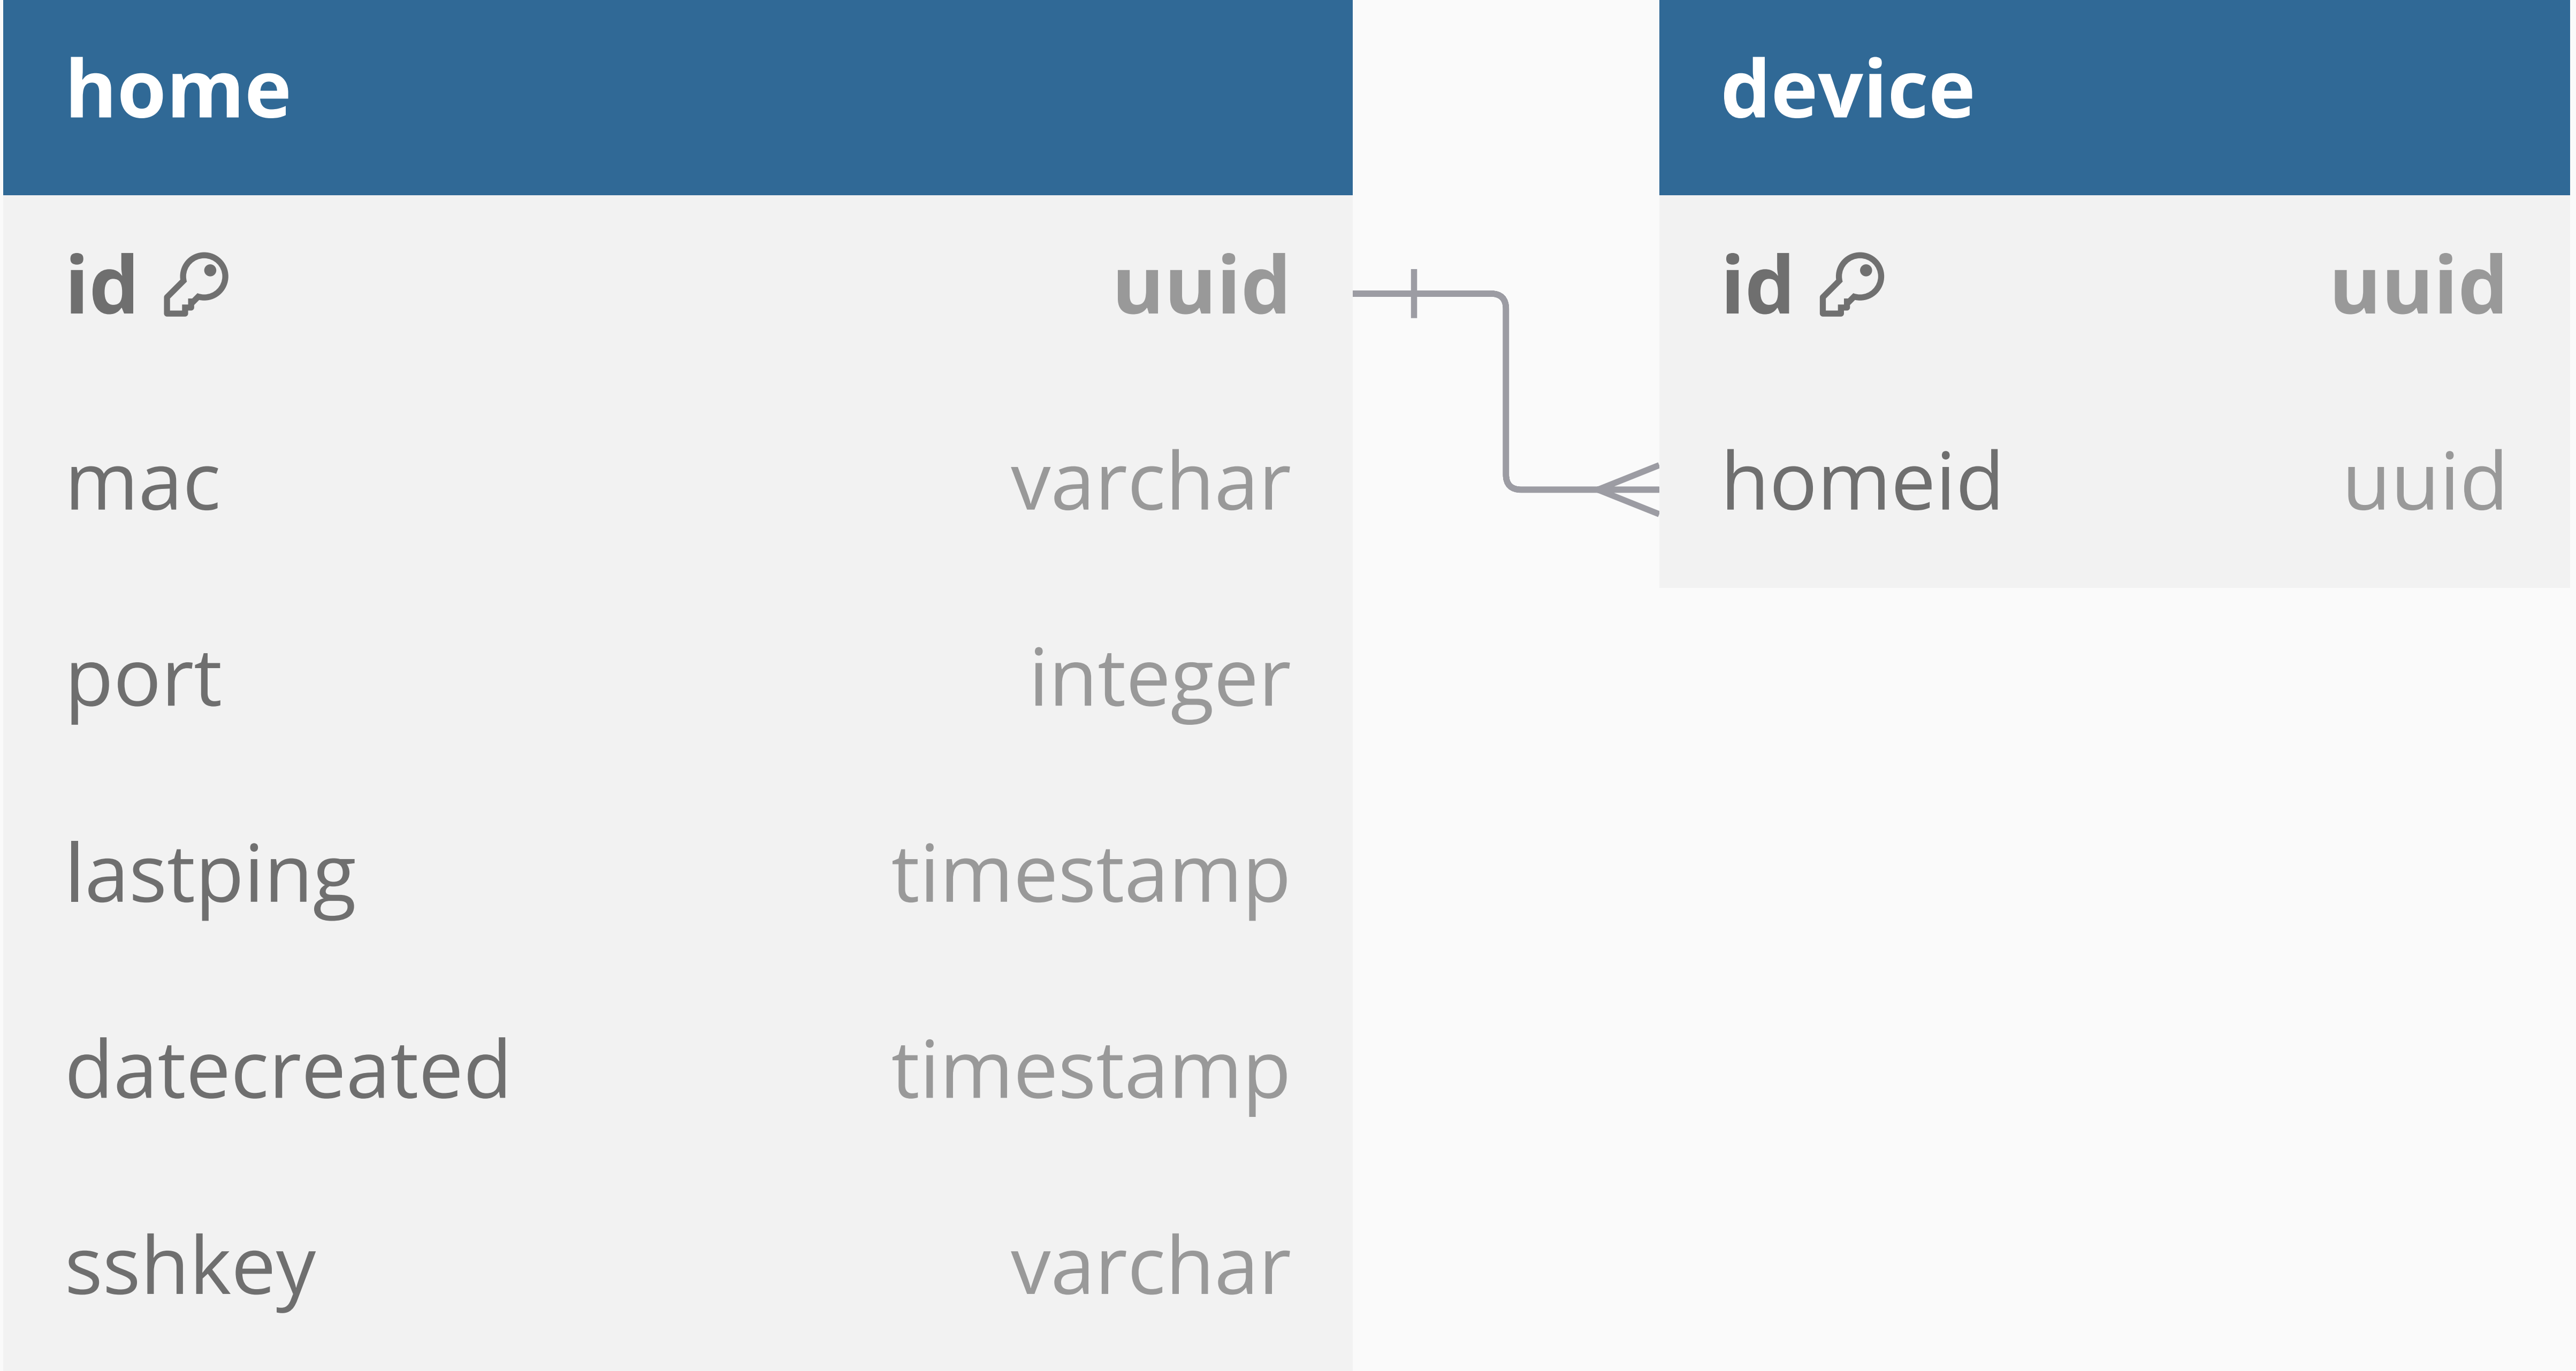 home
id uuid
mac varchar
port integer
lastping timestamp
datecreated timestamp
sshkey varchar
device
id uuid
homeid uuid